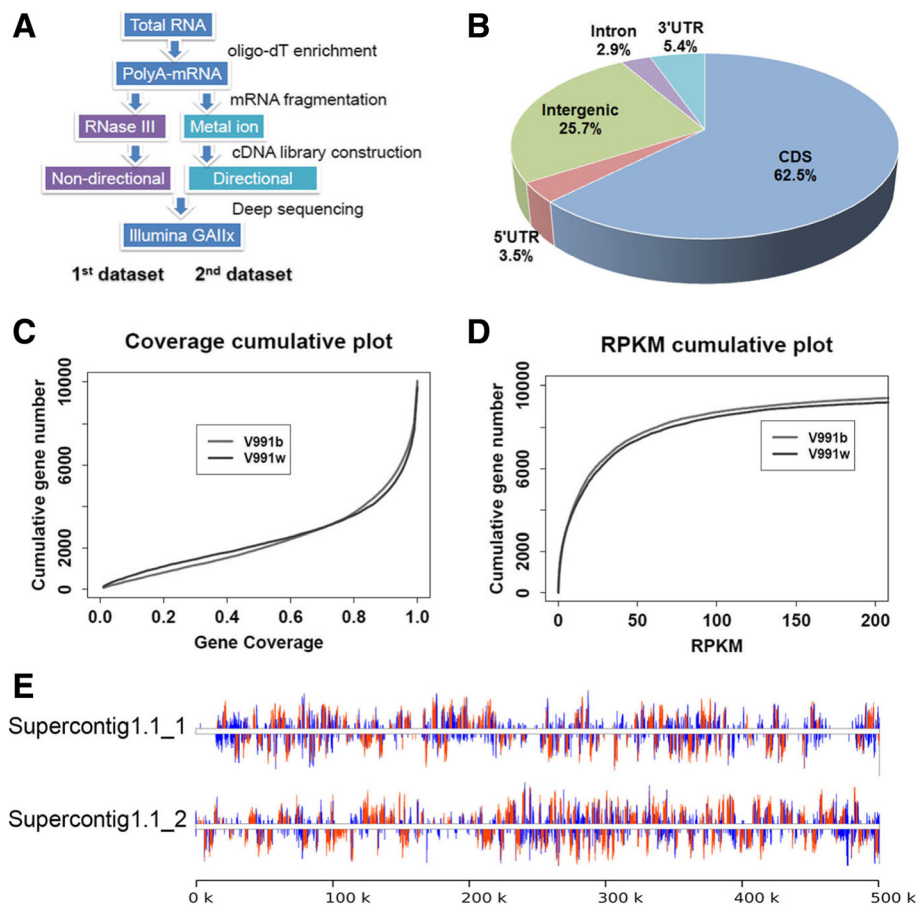 A
Total RNA
oligo-dT enrichment
PolyA-mRNA
mRNA fragmentation
RNase III
Metal ion
cDNA library construction
Non-directional
Directional
Deep sequencing
Illumina GAIIx
1st dataset
2nd dataset
B
Intron
2.9%
3'UTR
5.4%
Intergenic
25.7%
CDS
62.5%
5'UTR
3.5%
C
Coverage cumulative plot
Cumulative gene number
10000
6000
2000
0
V991b
V991w
0.0 0.2 0.4 0.6 0.8 1.0
Gene Coverage
D
RPKM cumulative plot
Cumulative gene number
10000
6000
2000
0
V991b
V991w
0 50 100 150 200
RPKM
E
Supercontig1.1_1
Supercontig1.1_2
0 k 100 k 200 k 300 k 400 k 500 k